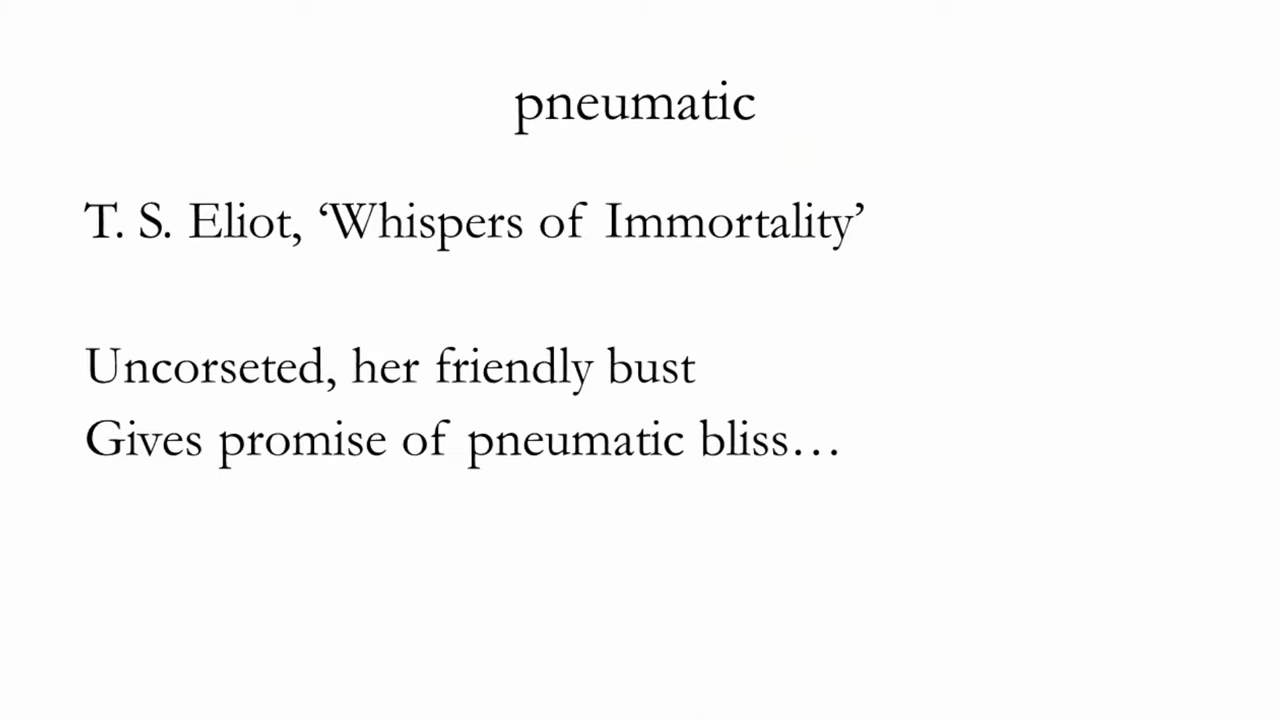 pneumatic
T. S. Eliot, ‘Whispers of Immortality’
Uncorseted, her friendly bust
Gives promise of pneumatic bliss…